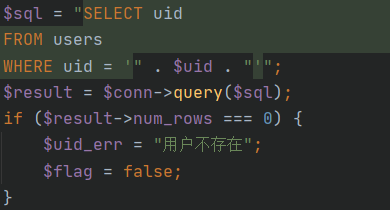 $sql = "SELECT uid
FROM users
WHERE uid = '" . $uid . "'";
$result = $conn->query($sql);
if ($result->num_rows === 0) {
    $uid_err = "用户不存在";
    $flag = false;
}